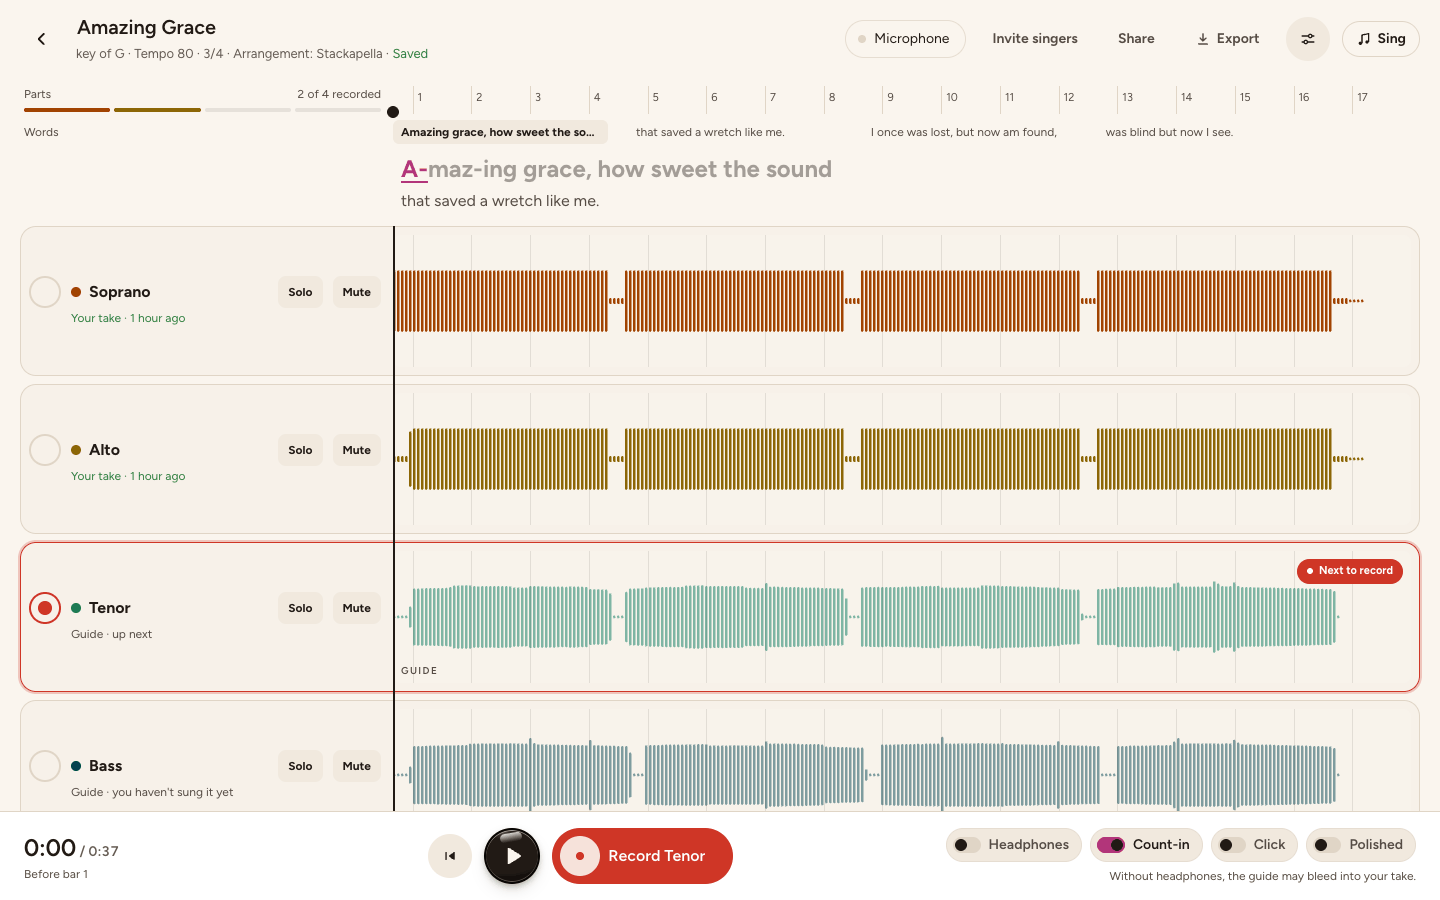 Amazing Grace
key of G · Tempo 80 · 3/4 · Arrangement: Stackapella · Saved
Microphone
Invite singers
Share
Export
Sing
Parts
2 of 4 recorded
1 2 3 4 5 6 7 8 9 10 11 12 13 14 15 16 17
Words
Amazing grace, how sweet the so...
that saved a wretch like me.
I once was lost, but now am found,
was blind but now I see.
A-maz-ing grace, how sweet the sound
that saved a wretch like me.
Soprano
Solo
Mute
Your take · 1 hour ago
Alto
Solo
Mute
Your take · 1 hour ago
Next to record
Tenor
Solo
Mute
Guide · up next
GUIDE
Bass
Solo
Mute
Guide · you haven't sung it yet
0:00 / 0:37
Before bar 1
Record Tenor
Headphones
Count-in
Click
Polished
Without headphones, the guide may bleed into your take.